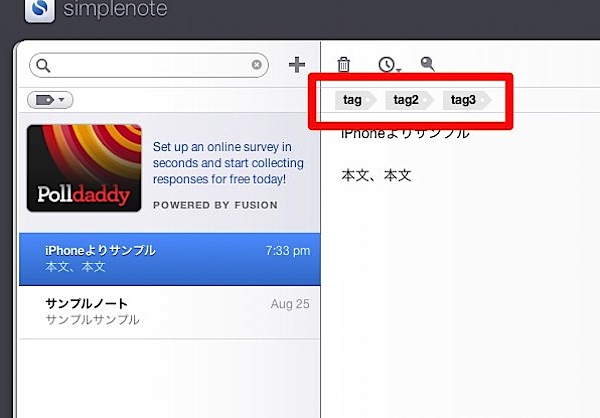 simplenote
tag tag2 tag3
Polldaddy
Set up an online survey in
seconds and start collecting
responses for free today!
POWERED BY FUSION
iPhoneよりサンプル 7:33 pm
本文、本文
サンプルノート Aug 25
サンプルサンプル
iPhoneよりサンプル
本文、本文